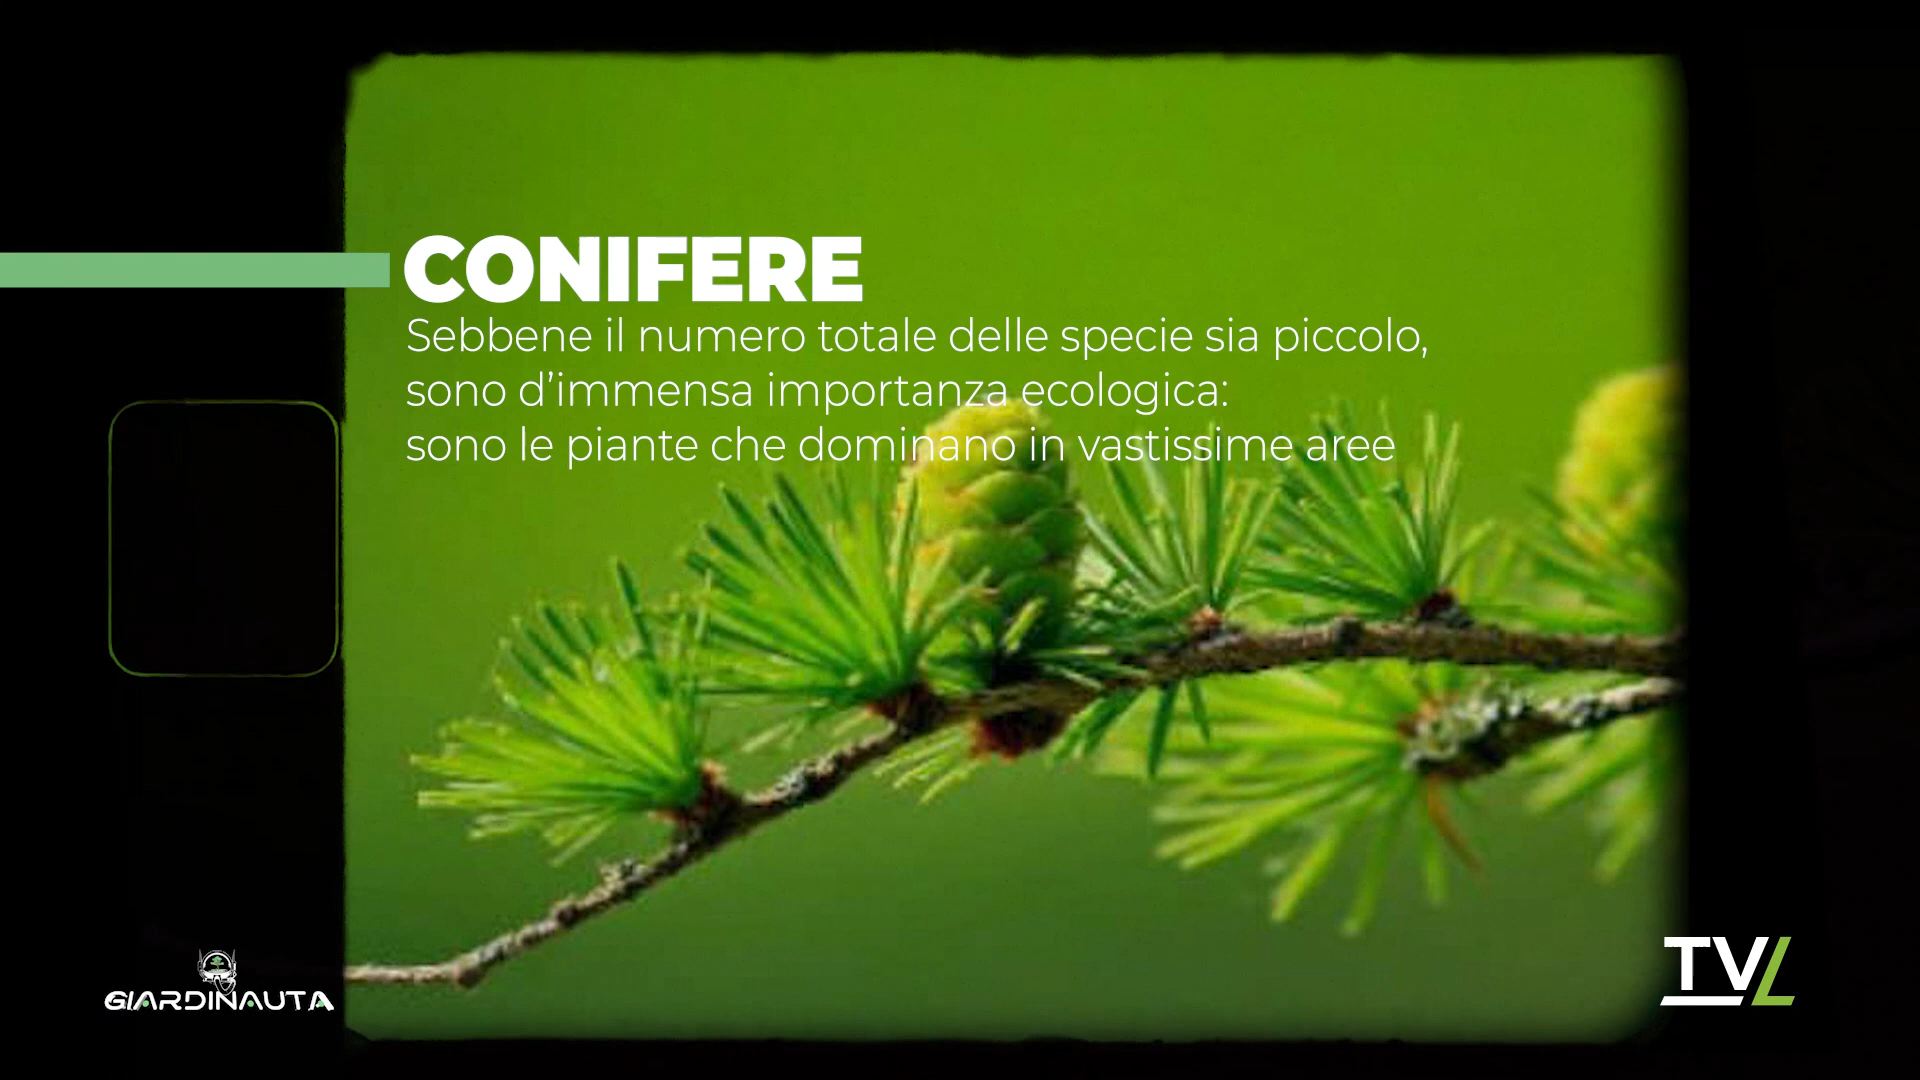 CONIFERE
Sebbene il numero totale delle specie sia piccolo,
sono d’immensa importanza ecologica:
sono le piante che dominano in vastissime aree
GIARDINAUTA
TVL